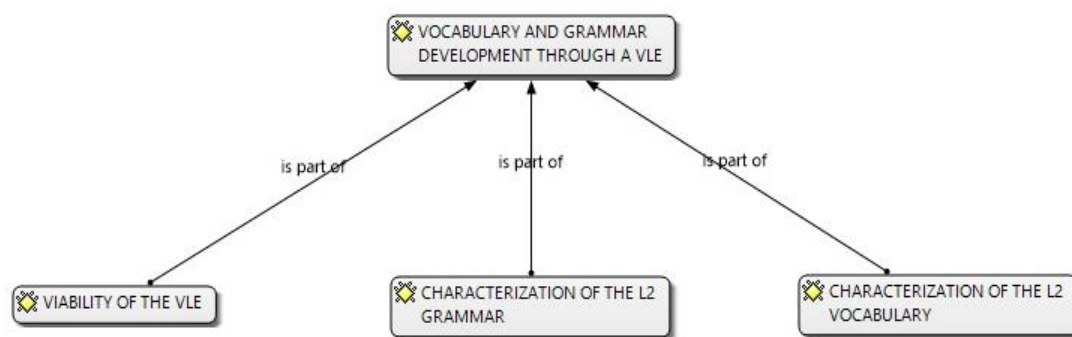 VOCABULARY AND GRAMMAR
DEVELOPMENT THROUGH A VLE
is part of
is part of
is part of
VIABILITY OF THE VLE
CHARACTERIZATION OF THE L2
GRAMMAR
CHARACTERIZATION OF THE L2
VOCABULARY